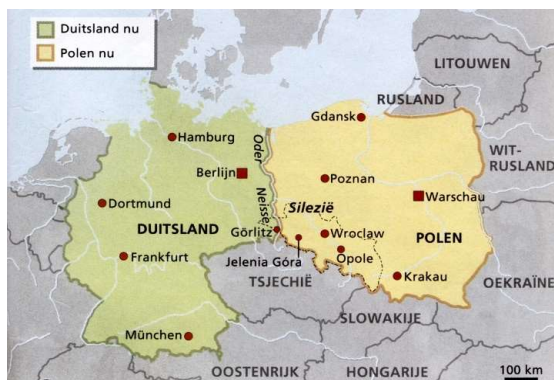 Duitsland nu
Polen nu
LITOUWEN
RUSLAND
Gdansk
Hamburg
Oder
WIT-
RUSLAND
Berlijn
Poznan
Warschau
Dortmund
Neisse
Silezië
DUITSLAND
Görlitz
Wroclaw
POLEN
Frankfurt
Jelenia Góra
Opole
TSJECHIË
Krakau
OEKRAÏNE
SLOWAKIJE
München
OOSTENRIJK
HONGARIJE
100 km